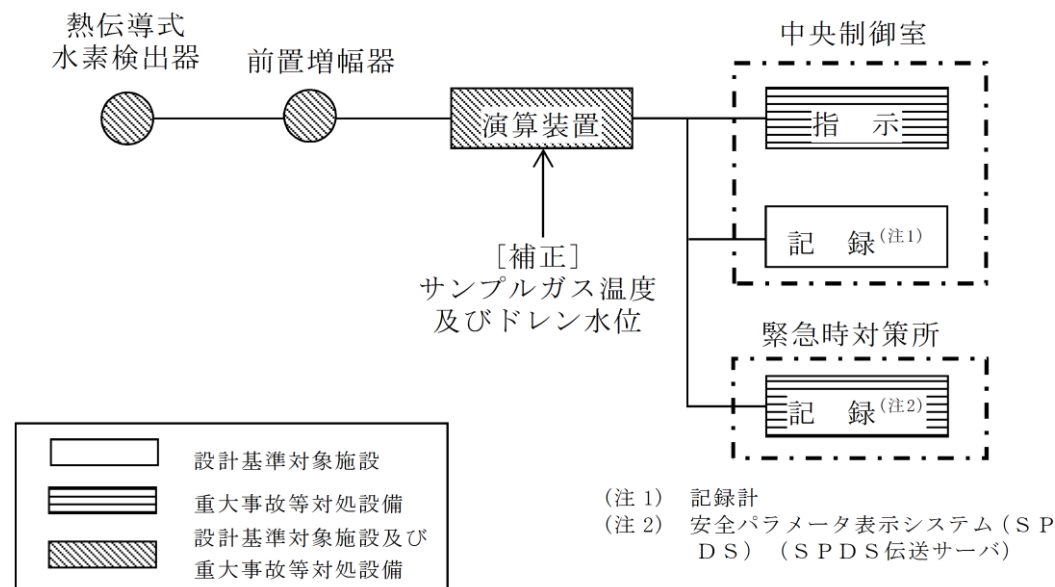 熱伝導式
水素検出器
前置増幅器
演算装置
[補正]
サンプルガス温度
及びドレン水位
中央制御室
指 示
記 録(注1)
緊急時対策所
記 録(注2)
設計基準対象施設
重大事故等対処設備
設計基準対象施設及び
重大事故等対処設備
(注1) 記録計
(注2) 安全パラメータ表示システム(SP
DS) (SPDS伝送サーバ)